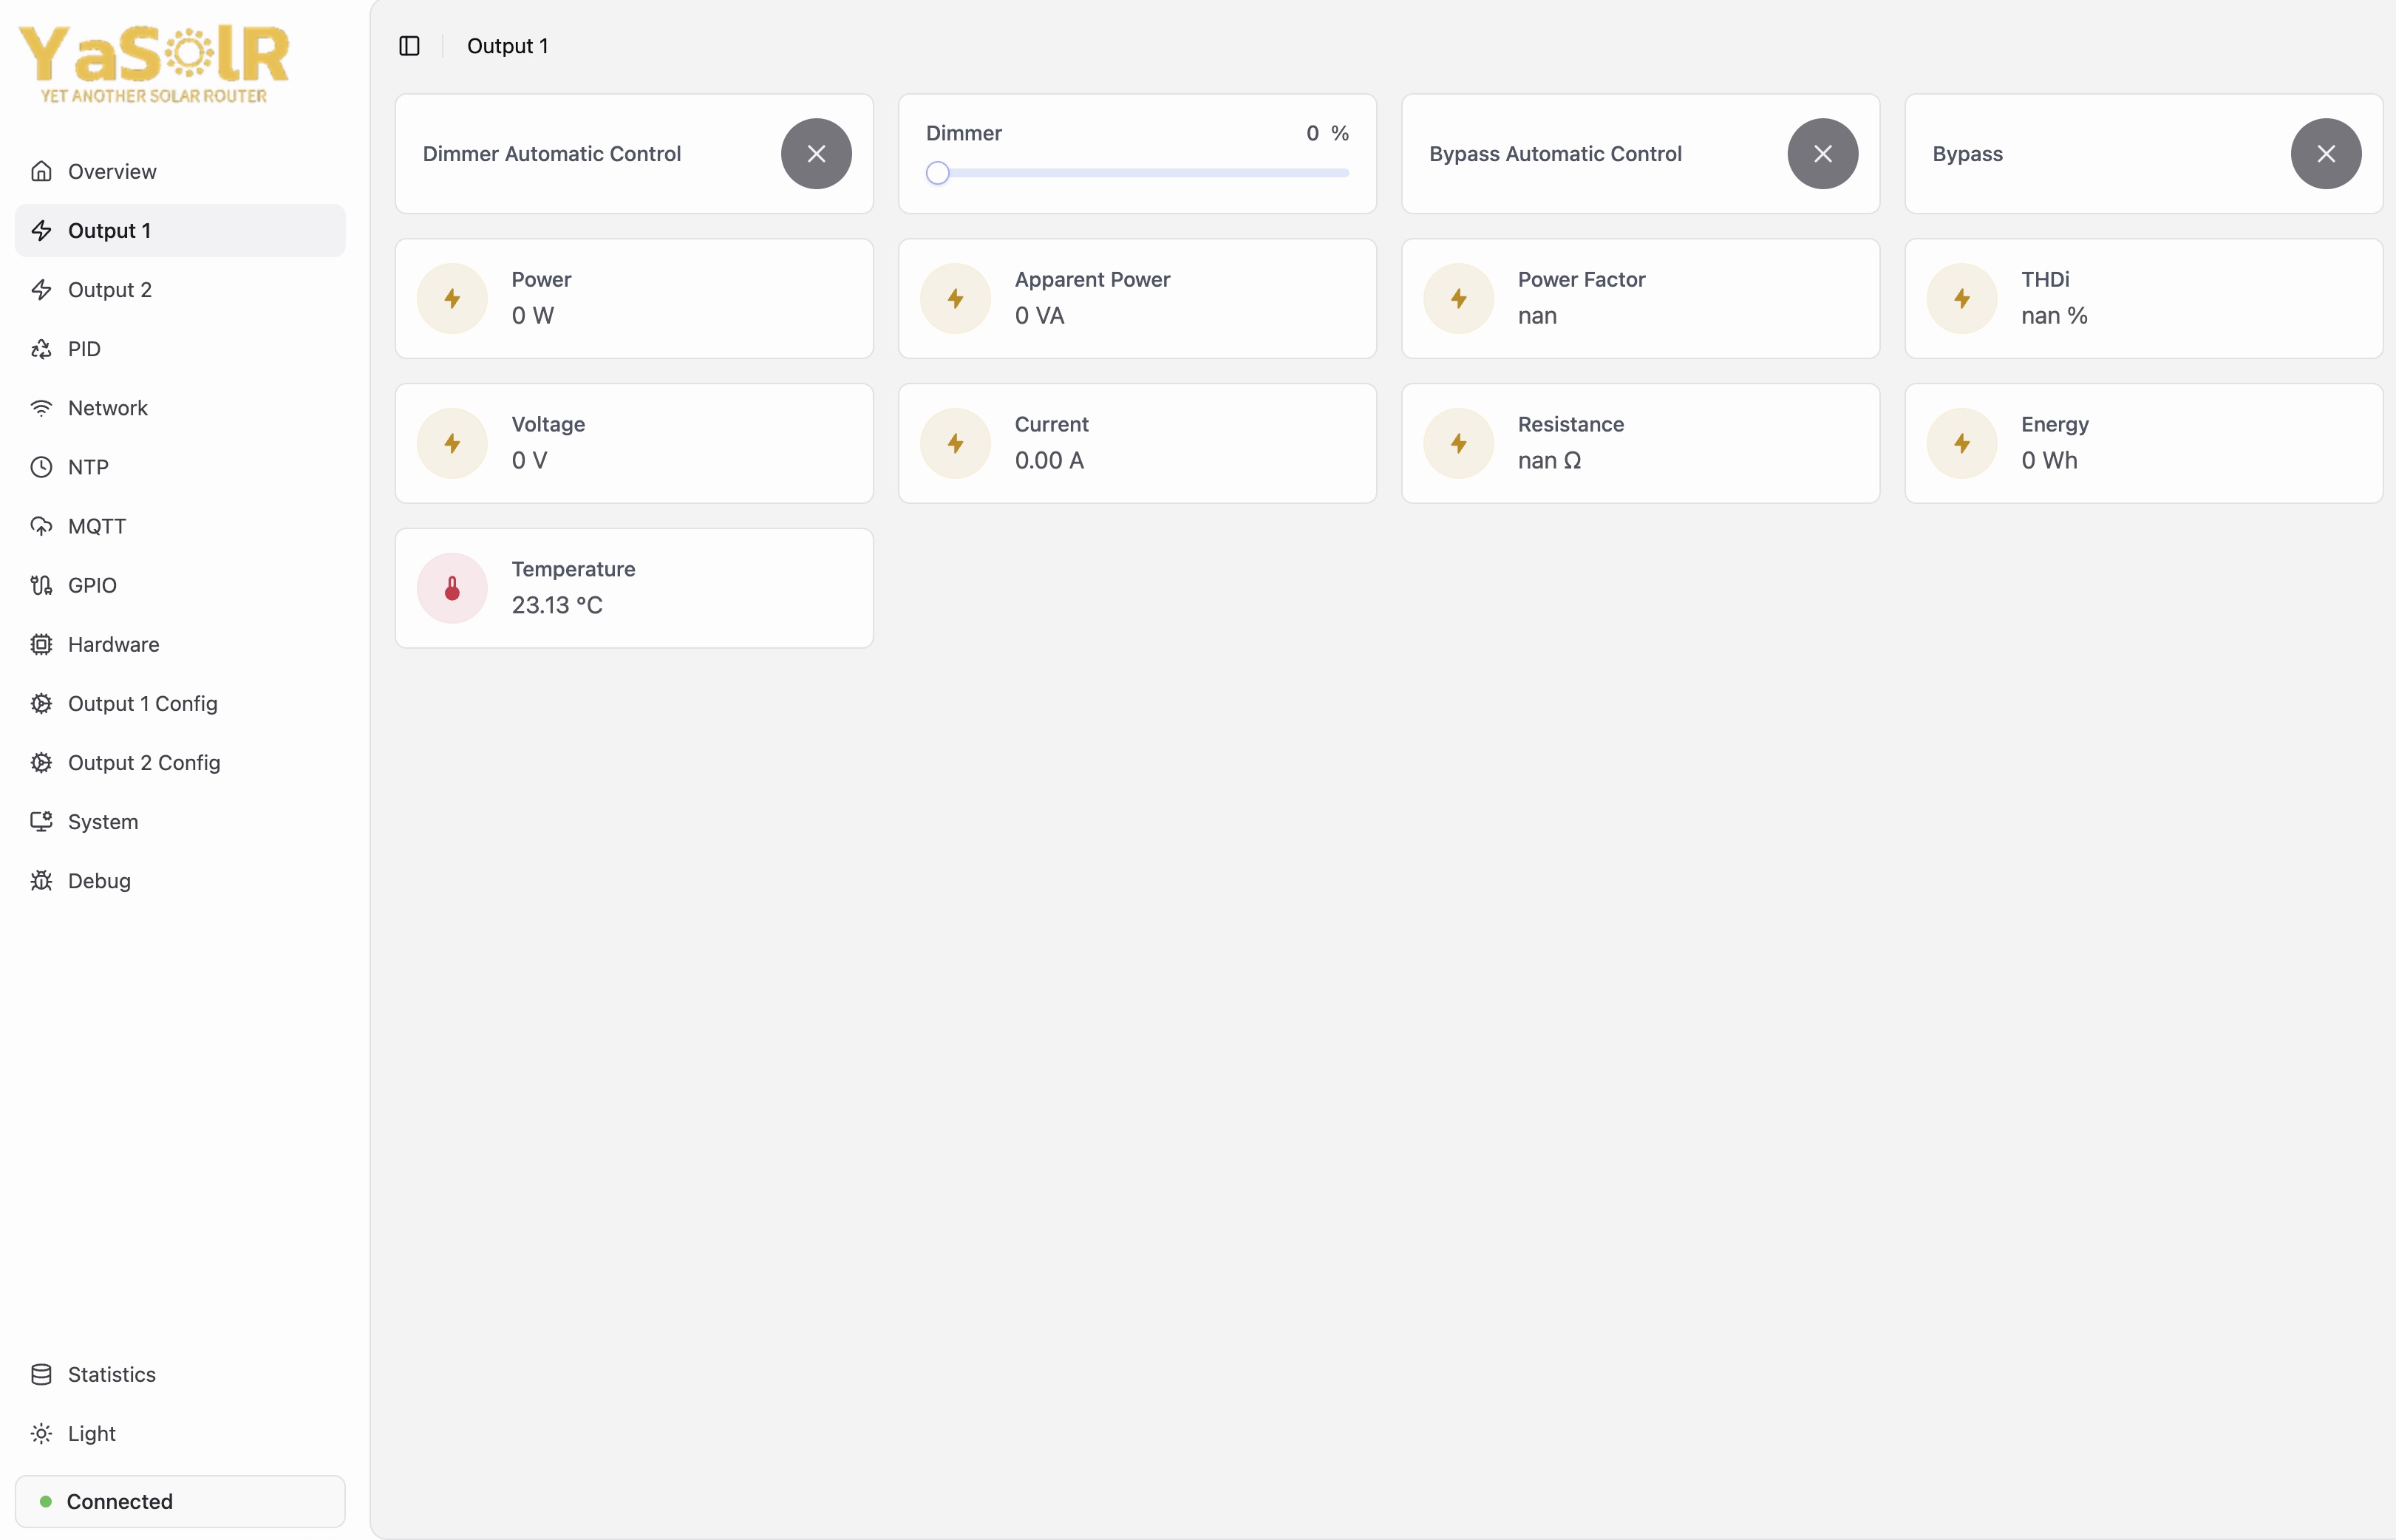 YaSolR
YET ANOTHER SOLAR ROUTER
Overview
Output 1
Output 2
PID
Network
NTP
MQTT
GPIO
Hardware
Output 1 Config
Output 2 Config
System
Debug
Statistics
Light
Connected
Output 1
Dimmer Automatic Control
Dimmer 0 %
Bypass Automatic Control
Bypass
Power
0 W
Apparent Power
0 VA
Power Factor
nan
THDi
nan %
Voltage
0 V
Current
0.00 A
Resistance
nan Ω
Energy
0 Wh
Temperature
23.13 °C